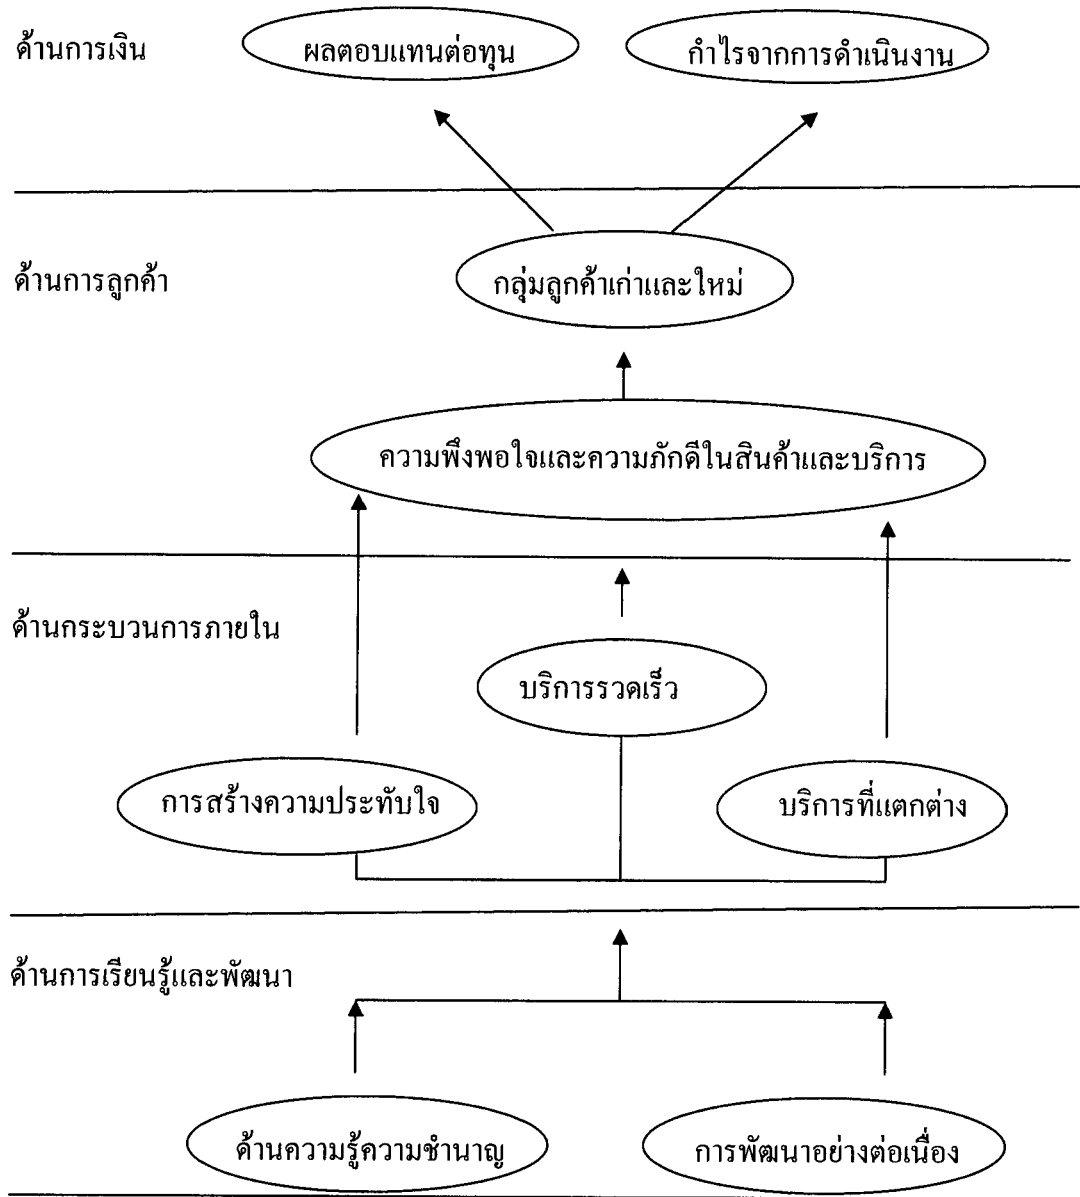 ด้านการเงิน
ผลตอบแทนต่อทุน
กำไรจากการดำเนินงาน
ด้านการลูกค้า
กลุ่มลูกค้าเก่าและใหม่
ความพึงพอใจและความภักดีในสินค้าและบริการ
ด้านกระบวนการภายใน
บริการรวดเร็ว
การสร้างความประทับใจ
บริการที่แตกต่าง
ด้านการเรียนรู้และพัฒนา
ด้านความรู้ความชำนาญ
การพัฒนาอย่างต่อเนื่อง